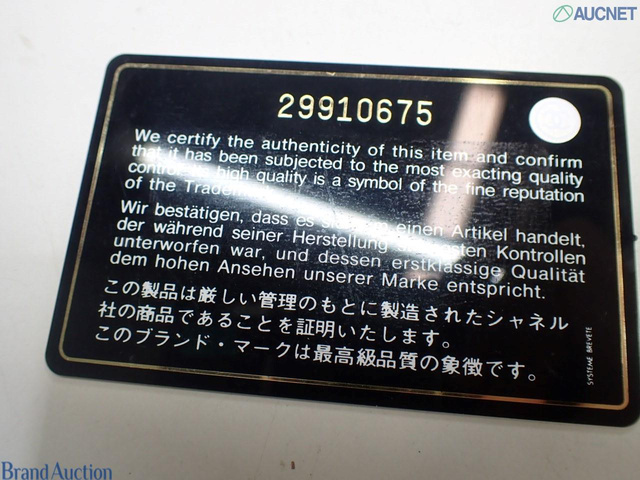 AUCNET
29910675
We certify the authenticity of this item and confirm
that it has been subjected to the most exacting quality
high quality is a symbol of the fine reputation
of the
Wir bestätigen, dass es einen Artikel handelt,
der während seiner Herstellung Kontrollen
unterworfen war, und dessen erstklassige Qualität
dem hohen Ansehen unserer Marke entspricht.
この製品は厳しい管理のもとに製造されたシャネル
社の商品であることを証明いたします。
このブランド・マークは最高級品質の象徴です。
SYSTEME BREVETE
Brand Auction